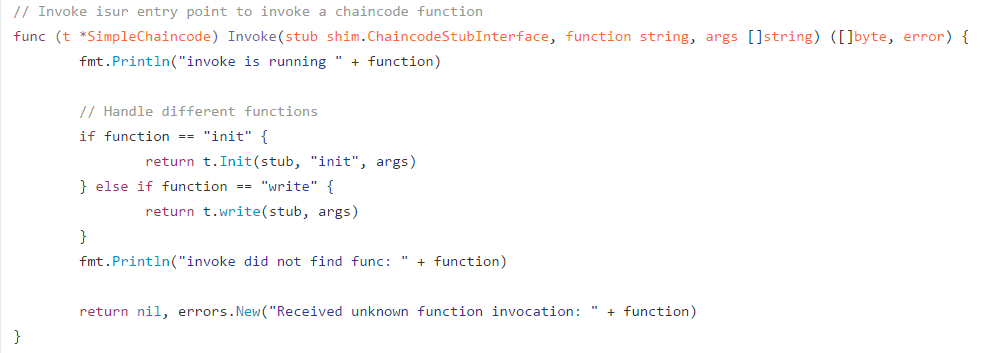 // Invoke isur entry point to invoke a chaincode function
func (t *SimpleChaincode) Invoke(stub shim.ChaincodeStubInterface, function string, args []string) ([]byte, error) {
        fmt.Println("invoke is running " + function)

        // Handle different functions
        if function == "init" {
                return t.Init(stub, "init", args)
        } else if function == "write" {
                return t.write(stub, args)
        }
        fmt.Println("invoke did not find func: " + function)

        return nil, errors.New("Received unknown function invocation: " + function)
}